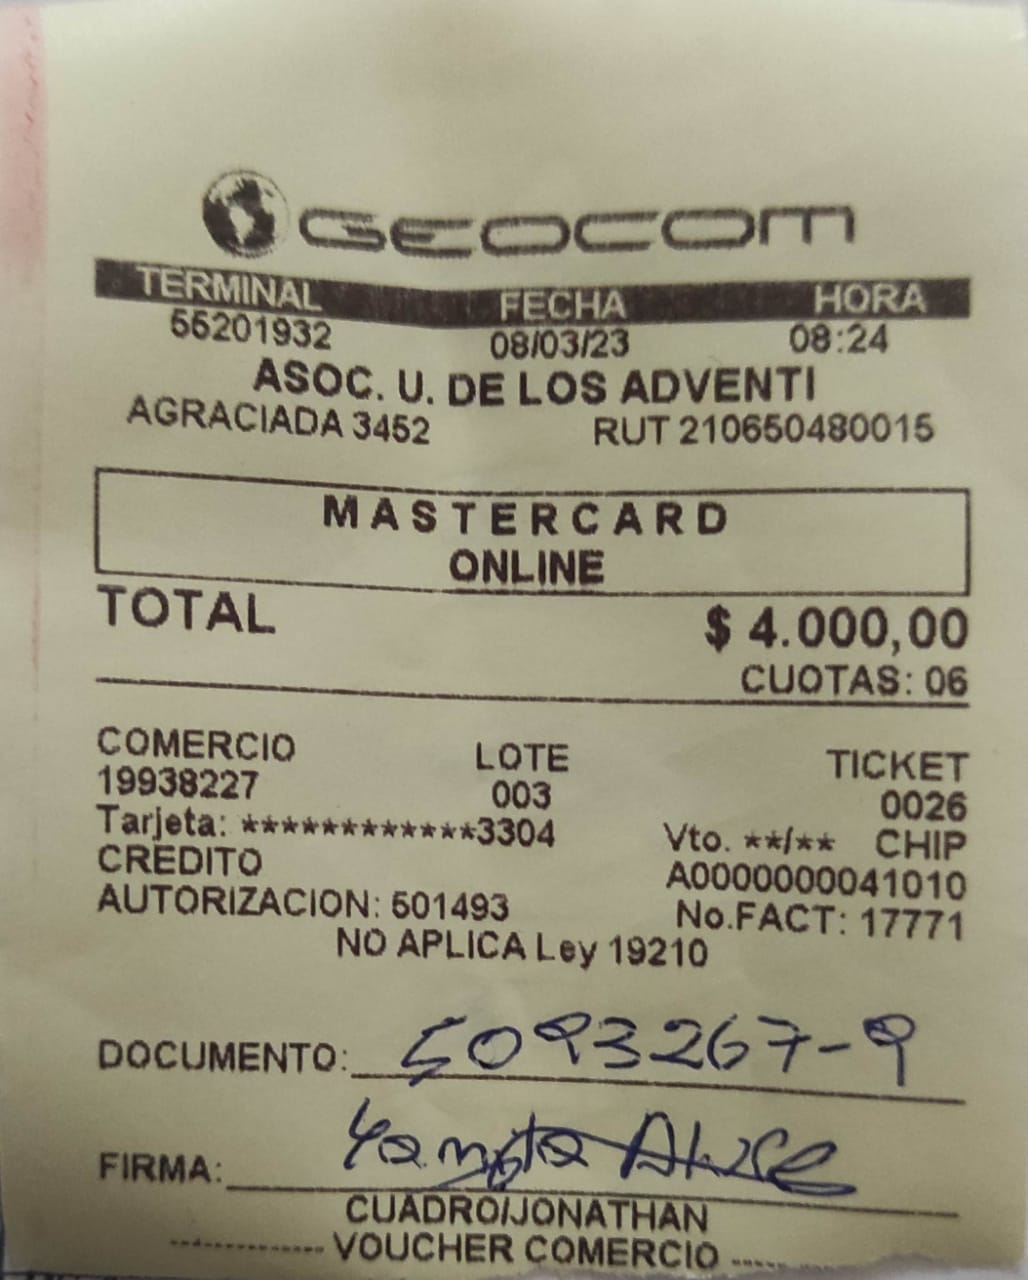 GEOCOM
TERMINAL FECHA HORA
55201932 08/03/23 08:24
ASOC. U. DE LOS ADVENTI
AGRACIADA 3452 RUT 210650480015
MASTERCARD
ONLINE
TOTAL $ 4.000,00
CUOTAS: 06
COMERCIO LOTE TICKET
19938227 003 0026
Tarjeta: ************3304 Vto. **/** CHIP
CREDITO A0000000041010
AUTORIZACION: 501493 No.FACT: 17771
NO APLICA Ley 19210
DOCUMENTO: 5093267-9
FIRMA:
CUADRO/JONATHAN
------------- VOUCHER COMERCIO -----